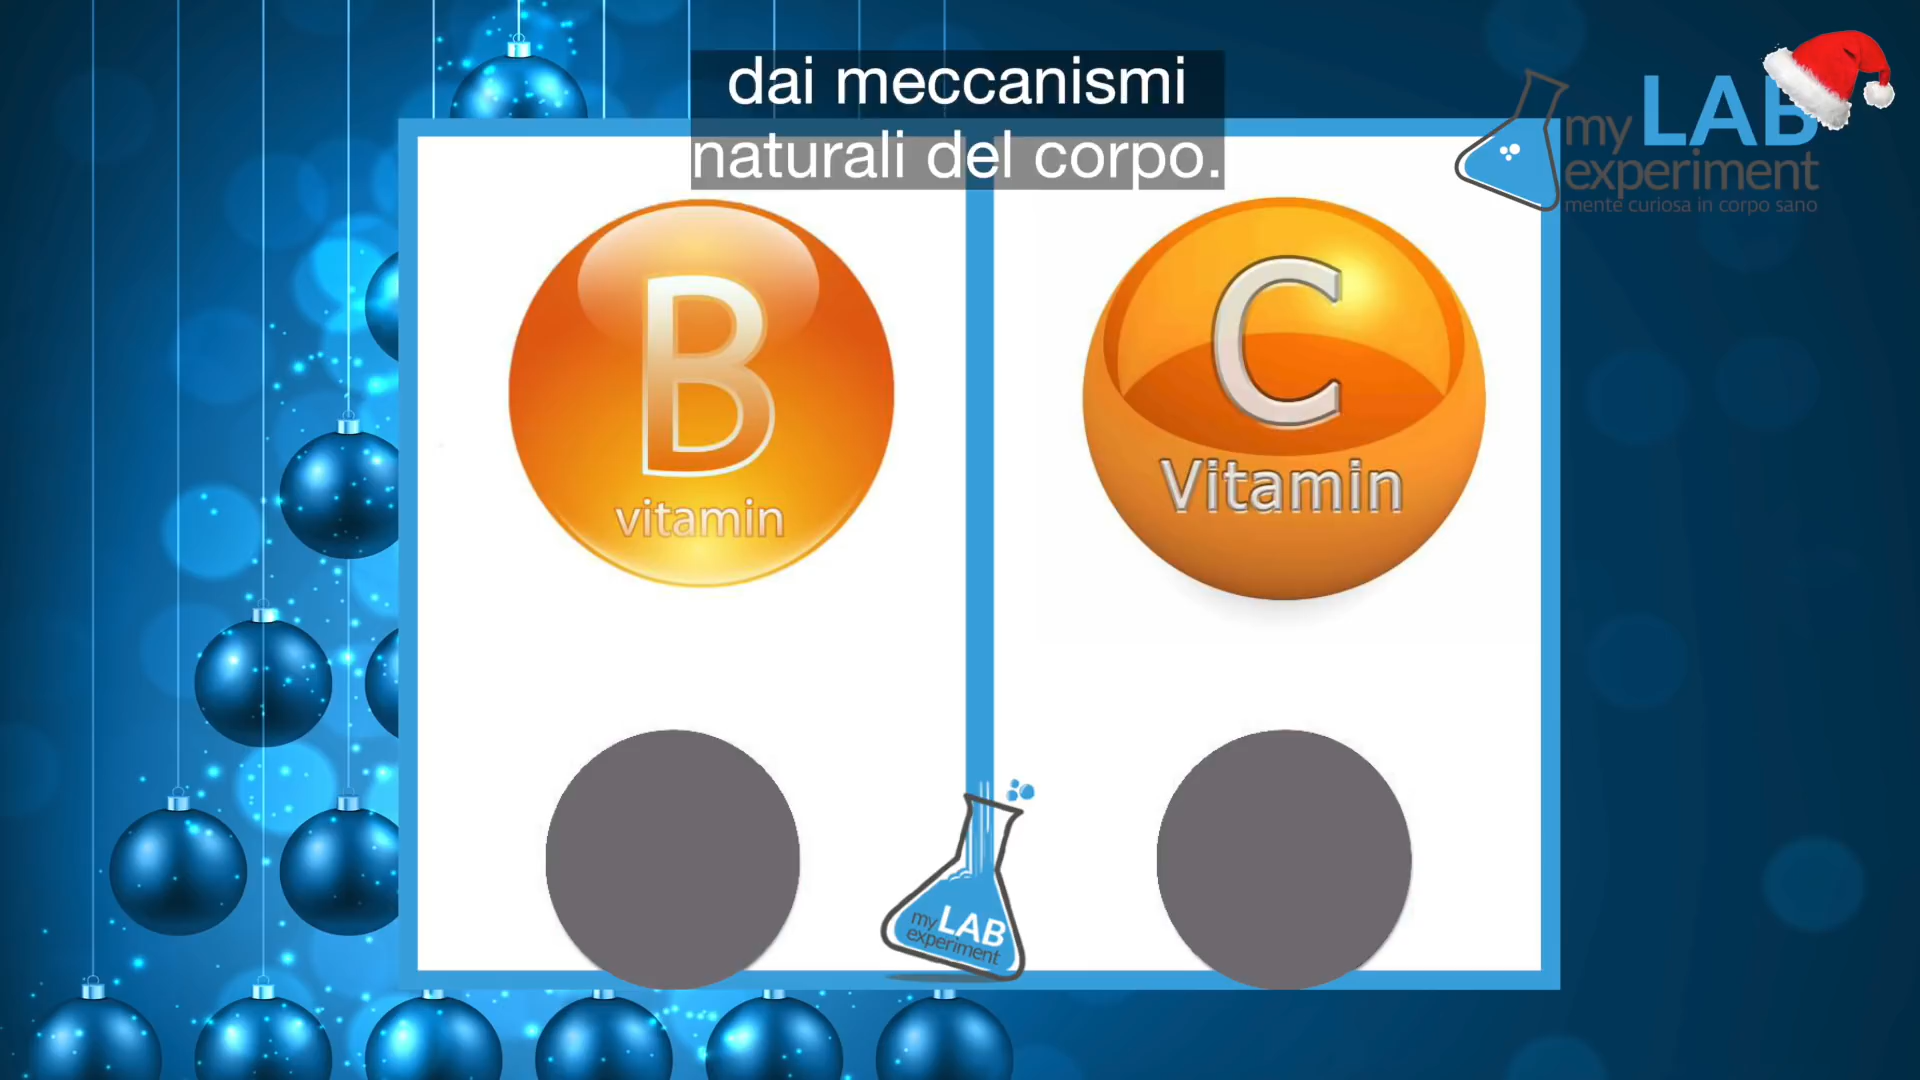 dai meccanismi
naturali del corpo.
my LAB
experiment
mente curiosa in corpo sano
B
vitamin
C
Vitamin
my LAB
experiment